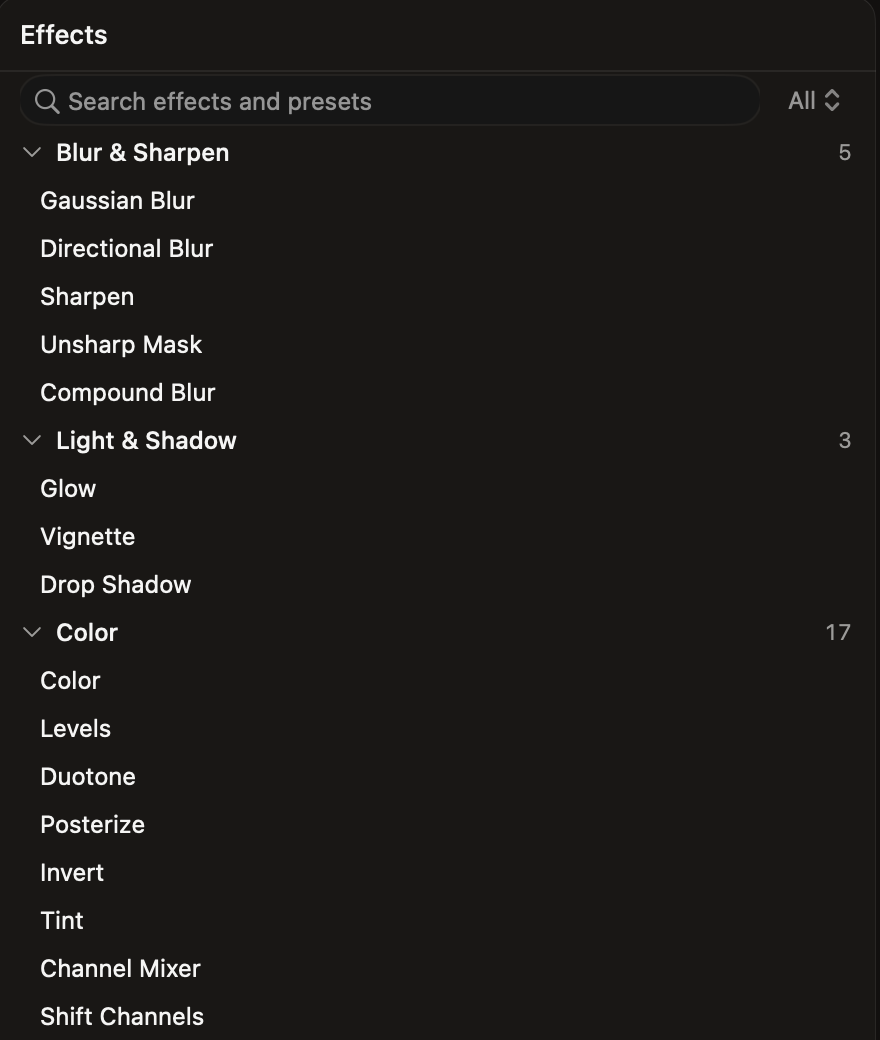 Effects
Search effects and presets All
Blur & Sharpen 5
Gaussian Blur
Directional Blur
Sharpen
Unsharp Mask
Compound Blur
Light & Shadow 3
Glow
Vignette
Drop Shadow
Color 17
Color
Levels
Duotone
Posterize
Invert
Tint
Channel Mixer
Shift Channels